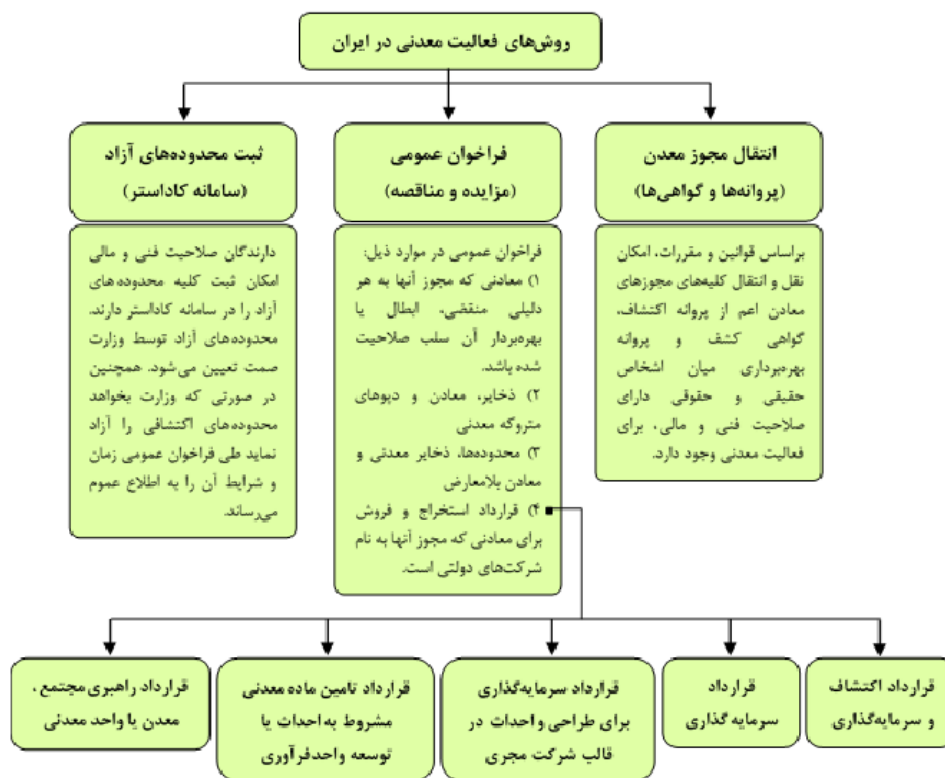 روش‌های فعالیت معدنی در ایران
انتقال مجوز معدن
(پروانه‌ها و گواهی‌ها)
براساس قوانین و مقررات، امکان
نقل و انتقال کلیه‌های مجوزهای
معادن اعم از پروانه اکتشاف،
گواهی کشف و پروانه
بهره‌برداری میان اشخاص
حقیقی و حقوقی دارای
صلاحیت فنی و مالی، برای
فعالیت معدنی وجود دارد.
فراخوان عمومی
(مزایده و مناقصه)
فراخوان عمومی در موارد ذیل:
۱) معادنی که مجوز آنها به هر
دلیلی منقضی، ابطال یا
بهره‌بردار آن سلب صلاحیت
شده باشد.
۲) ذخایر، معادن و دپوهای
متروکه معدنی
۳) محدوده‌ها، ذخایر معدنی و
معادن بلامعارض
۴) قرارداد استخراج و فروش
برای معادنی که مجوز آنها به نام
شرکت‌های دولتی است.
ثبت محدوده‌های آزاد
(سامانه کاداستر)
دارندگان صلاحیت فنی و مالی
امکان ثبت کلیه محدوده‌های
آزاد را در سامانه کاداستر دارند.
محدوده‌های آزاد توسط وزارت
صمت تعیین می‌شود. همچنین
در صورتی که وزارت بخواهد
محدوده‌های اکتشافی را آزاد
نماید طی فراخوان عمومی زمان
و شرایط آن را به اطلاع عموم
می‌رساند.
قرارداد اکتشاف
و سرمایه‌گذاری
قرارداد
سرمایه گذاری
قرارداد سرمایه‌گذاری
برای طراحی و احداث در
قالب شرکت مجری
قرارداد تامین ماده معدنی
مشروط به احداث یا
توسعه واحد فرآوری
قرارداد راهبری مجتمع،
معدن یا واحد معدنی